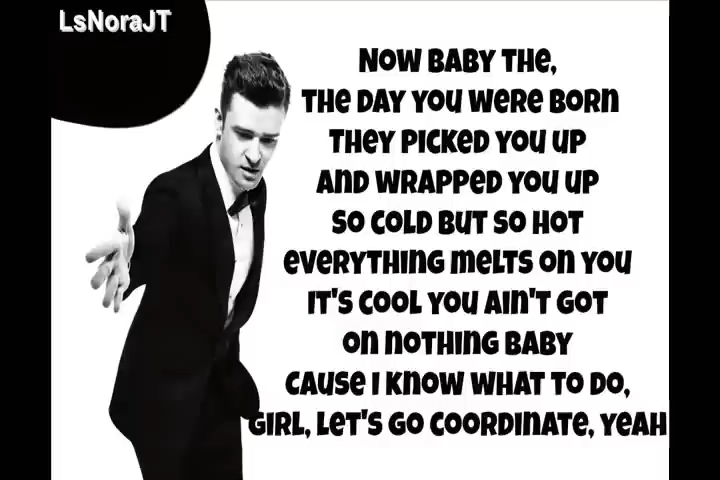 LsNoraJT
NOW BABY THE,
THE DAY YOU WERE BORN
THEY PICKED YOU UP
AND WRAPPED YOU UP
SO COLD BUT SO HOT
EVERYTHING MELTS ON YOU
IT'S COOL YOU AIN'T GOT
ON NOTHING BABY
CAUSE I KNOW WHAT TO DO,
GIRL, LET'S GO COORDINATE, YEAH